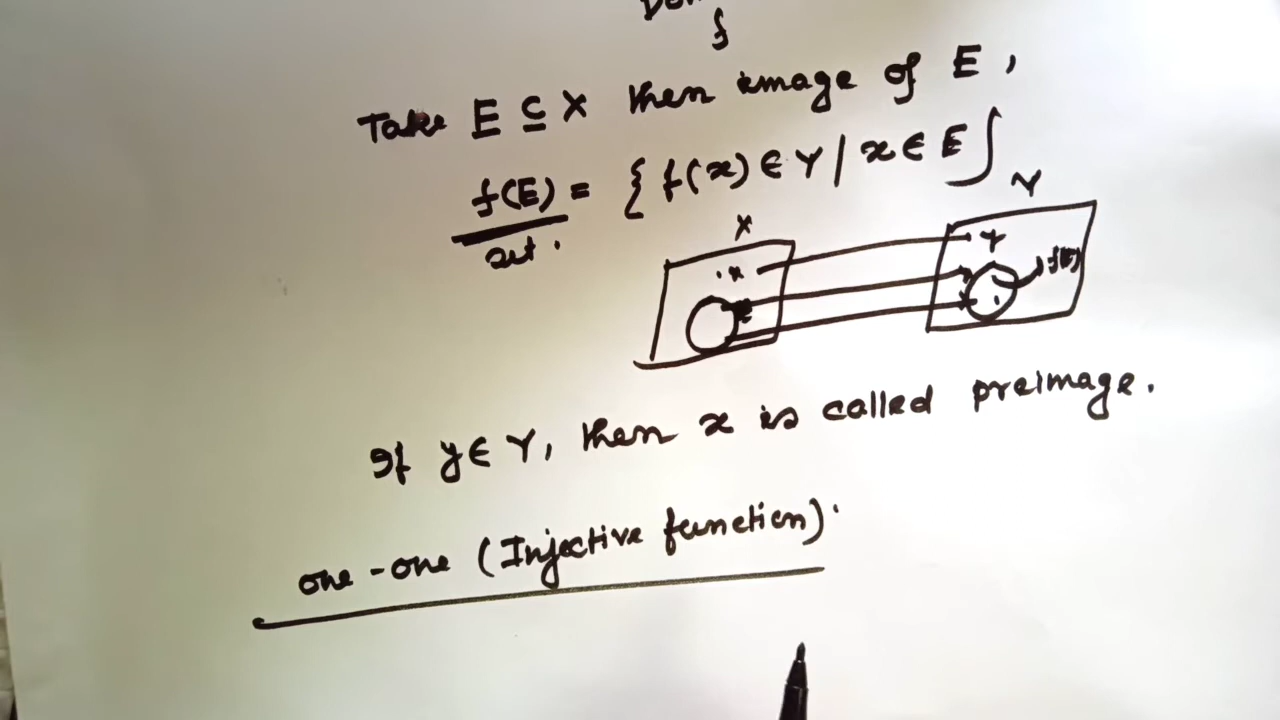 f
Take E ⊆ X then image of E,
f(E) = { f(x) ∈ Y / x ∈ E }
set.
X
Y
.x
y
E
f(E)
If y ∈ Y, then x is called preimage.
one-one (Injective function).